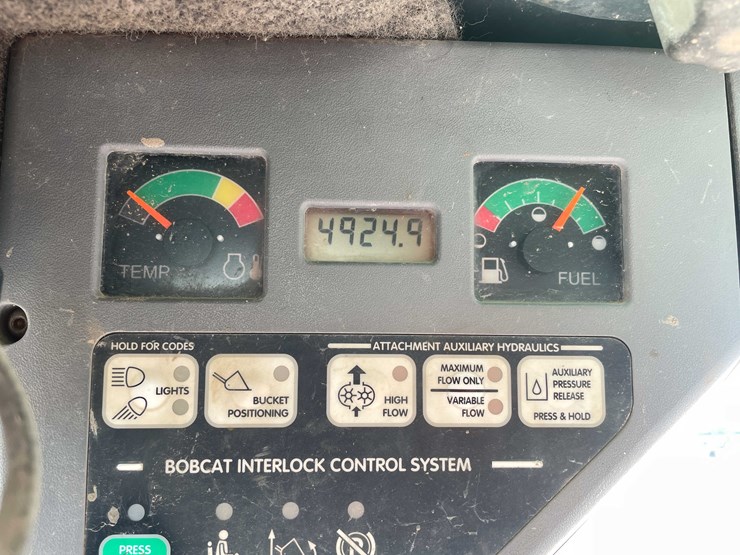 4924.9
TEMP
FUEL
HOLD FOR CODES
ATTACHMENT AUXILIARY HYDRAULICS
LIGHTS
BUCKET
POSITIONING
HIGH
FLOW
MAXIMUM
FLOW ONLY
VARIABLE
FLOW
AUXILIARY
PRESSURE
RELEASE
PRESS & HOLD
BOBCAT INTERLOCK CONTROL SYSTEM
PRESS